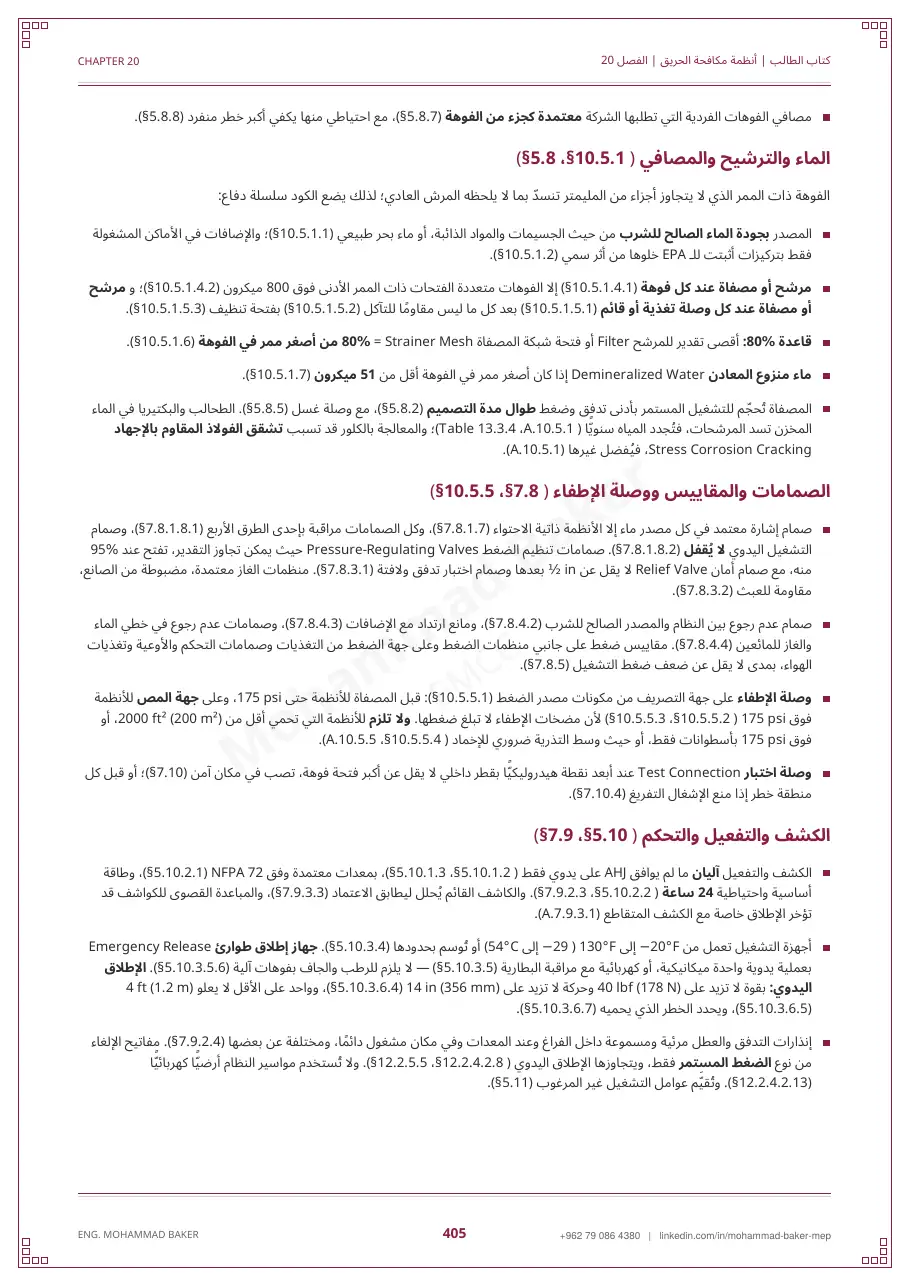 كتاب الطالب | أنظمة مكافحة الحريق | الفصل 20
CHAPTER 20
مصافي الفوهات الفردية التي تطلبها الشركة معتمدة كجزء من الفوهة (§5.8.7)، مع احتياطي منها يكفي أكبر خطر منفرد (§5.8.8).
الماء والترشيح والمصافي ( §10.5.1، §5.8)
الفوهة ذات الممر الذي لا يتجاوز أجزاء من المليمتر تنسدّ بما لا يلحظه المرش العادي؛ لذلك يضع الكود سلسلة دفاع:
المصدر بجودة الماء الصالح للشرب من حيث الجسيمات والمواد الذائبة، أو ماء بحر طبيعي (§10.5.1.1)؛ والإضافات في الأماكن المشغولة
فقط بتركيزات أثبتت للـ EPA خلوها من أثر سمي (§10.5.1.2).
مرشح أو مصفاة عند كل فوهة (§10.5.1.4.1) إلا الفوهات متعددة الفتحات ذات الممر الأدنى فوق 800 ميكرون (§10.5.1.4.2)؛ و مرشح
أو مصفاة عند كل وصلة تغذية أو قائم (§10.5.1.5.1) بعد كل ما ليس مقاومًا للتآكل (§10.5.1.5.2) بفتحة تنظيف (§10.5.1.5.3).
قاعدة 80%: أقصى تقدير للمرشح Filter أو فتحة شبكة المصفاة Strainer Mesh = 80% من أصغر ممر في الفوهة (§10.5.1.6).
ماء منزوع المعادن Demineralized Water إذا كان أصغر ممر في الفوهة أقل من 51 ميكرون (§10.5.1.7).
المصفاة تُحجّم للتشغيل المستمر بأدنى تدفق وضغط طوال مدة التصميم (§5.8.2)، مع وصلة غسل (§5.8.5). الطحالب والبكتيريا في الماء
المخزن تسد المرشحات، فتُجدد المياه سنويًّا ( A.10.5.1، Table 13.3.4)؛ والمعالجة بالكلور قد تسبب تشقق الفولاذ المقاوم بالإجهاد
Stress Corrosion Cracking، فيُفضل غيرها (A.10.5.1).
الصمامات والمقاييس ووصلة الإطفاء ( §7.8، §10.5.5)
صمام إشارة معتمد في كل مصدر ماء إلا الأنظمة ذاتية الاحتواء (§7.8.1.7)، وكل الصمامات مراقبة بإحدى الطرق الأربع (§7.8.1.8.1)، وصمام
التشغيل اليدوي لا يُقفل (§7.8.1.8.2). صمامات تنظيم الضغط Pressure-Regulating Valves حيث يمكن تجاوز التقدير، تفتح عند 95%
منه، مع صمام أمان Relief Valve لا يقل عن ½ in بعدها وصمام اختبار تدفق ولافتة (§7.8.3.1). منظمات الغاز معتمدة، مضبوطة من الصانع،
مقاومة للعبث (§7.8.3.2).
صمام عدم رجوع بين النظام والمصدر الصالح للشرب (§7.8.4.2)، ومانع ارتداد مع الإضافات (§7.8.4.3)، وصمامات عدم رجوع في خطي الماء
والغاز للمائعين (§7.8.4.4). مقاييس ضغط على جانبي منظمات الضغط وعلى جهة الضغط من التغذيات وصمامات التحكم والأوعية وتغذيات
الهواء، بمدى لا يقل عن ضعف ضغط التشغيل (§7.8.5).
وصلة الإطفاء على جهة التصريف من مكونات مصدر الضغط (§10.5.5.1): قبل المصفاة للأنظمة حتى 175 psi، وعلى جهة المص للأنظمة
فوق 175 psi ( §10.5.5.2، §10.5.5.3) لأن مضخات الإطفاء لا تبلغ ضغطها. ولا تلزم للأنظمة التي تحمي أقل من 2000 ft² (200 m²)، أو
فوق 175 psi بأسطوانات فقط، أو حيث وسط التذرية ضروري للإخماد ( §10.5.5.4، A.10.5.5).
وصلة اختبار Test Connection عند أبعد نقطة هيدروليكيًّا بقطر داخلي لا يقل عن أكبر فتحة فوهة، تصب في مكان آمن (§7.10)؛ أو قبل كل
منطقة خطر إذا منع الإشغال التفريغ (§7.10.4).
الكشف والتفعيل والتحكم ( §5.10، §7.9)
الكشف والتفعيل آليان ما لم يوافق AHJ على يدوي فقط ( §5.10.1.2، §5.10.1.3)، بمعدات معتمدة وفق NFPA 72 (§5.10.2.1)، وطاقة
أساسية واحتياطية 24 ساعة ( §5.10.2.2، §7.9.2.3). والكاشف القائم يُحلل ليطابق الاعتماد (§7.9.3.3)، والمباعدة القصوى للكواشف قد
تؤخر الإطلاق خاصة مع الكشف المتقاطع (A.7.9.3.1).
أجهزة التشغيل تعمل من −20°F إلى 130°F ( −29 إلى 54°C) أو تُوسم بحدودها (§5.10.3.4). جهاز إطلاق طوارئ Emergency Release
بعملية يدوية واحدة ميكانيكية، أو كهربائية مع مراقبة البطارية (§5.10.3.5) — لا يلزم للرطب والجاف بفوهات آلية (§5.10.3.5.6). الإطلاق
اليدوي: بقوة لا تزيد على 40 lbf (178 N) وحركة لا تزيد على 14 in (356 mm) (§5.10.3.6.4)، وواحد على الأقل لا يعلو 4 ft (1.2 m)
(§5.10.3.6.5)، ويحدد الخطر الذي يحميه (§5.10.3.6.7).
إنذارات التدفق والعطل مرئية ومسموعة داخل الفراغ وعند المعدات وفي مكان مشغول دائمًا، ومختلفة عن بعضها (§7.9.2.4). مفاتيح الإلغاء
من نوع الضغط المستمر فقط، ويتجاوزها الإطلاق اليدوي ( §12.2.4.2.8، §12.2.5.5). ولا تُستخدم مواسير النظام أرضيًّا كهربائيًّا
(§12.2.4.2.13). وتُقيَّم عوامل التشغيل غير المرغوب (§5.11).
ENG. MOHAMMAD BAKER
405
+962 79 086 4380 | linkedin.com/in/mohammad-baker-mep